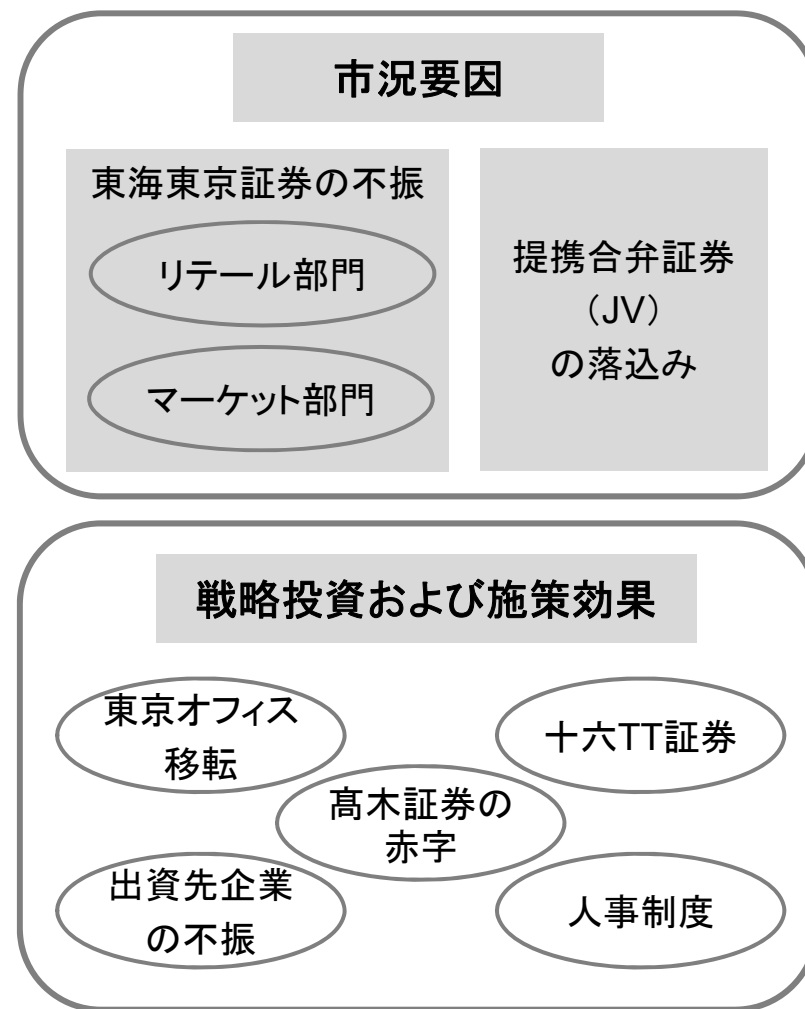 市況要因
東海東京証券の不振
リテール部門
マーケット部門
提携合弁証券
（JV）
の落込み
戦略投資および施策効果
東京オフィス
移転
十六TT証券
髙木証券の
赤字
出資先企業
の不振
人事制度